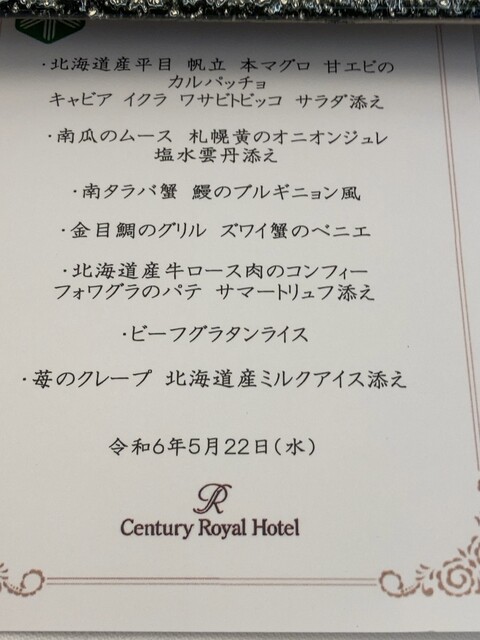 ・北海道産平目 帆立 本マグロ 甘エビの
カルパッチョ
キャビア イクラ ワサビトビッコ サラダ添え
・南瓜のムース 札幌黄のオニオンジュレ
塩水雲丹添え
・南タラバ蟹 鰻のブルギニョン風
・金目鯛のグリル ズワイ蟹のベニエ
・北海道産牛ロース肉のコンフィー
フォワグラのパテ サマートリュフ添え
・ビーフグラタンライス
・苺のクレープ 北海道産ミルクアイス添え
令和6年5月22日(水)
R
Century Royal Hotel